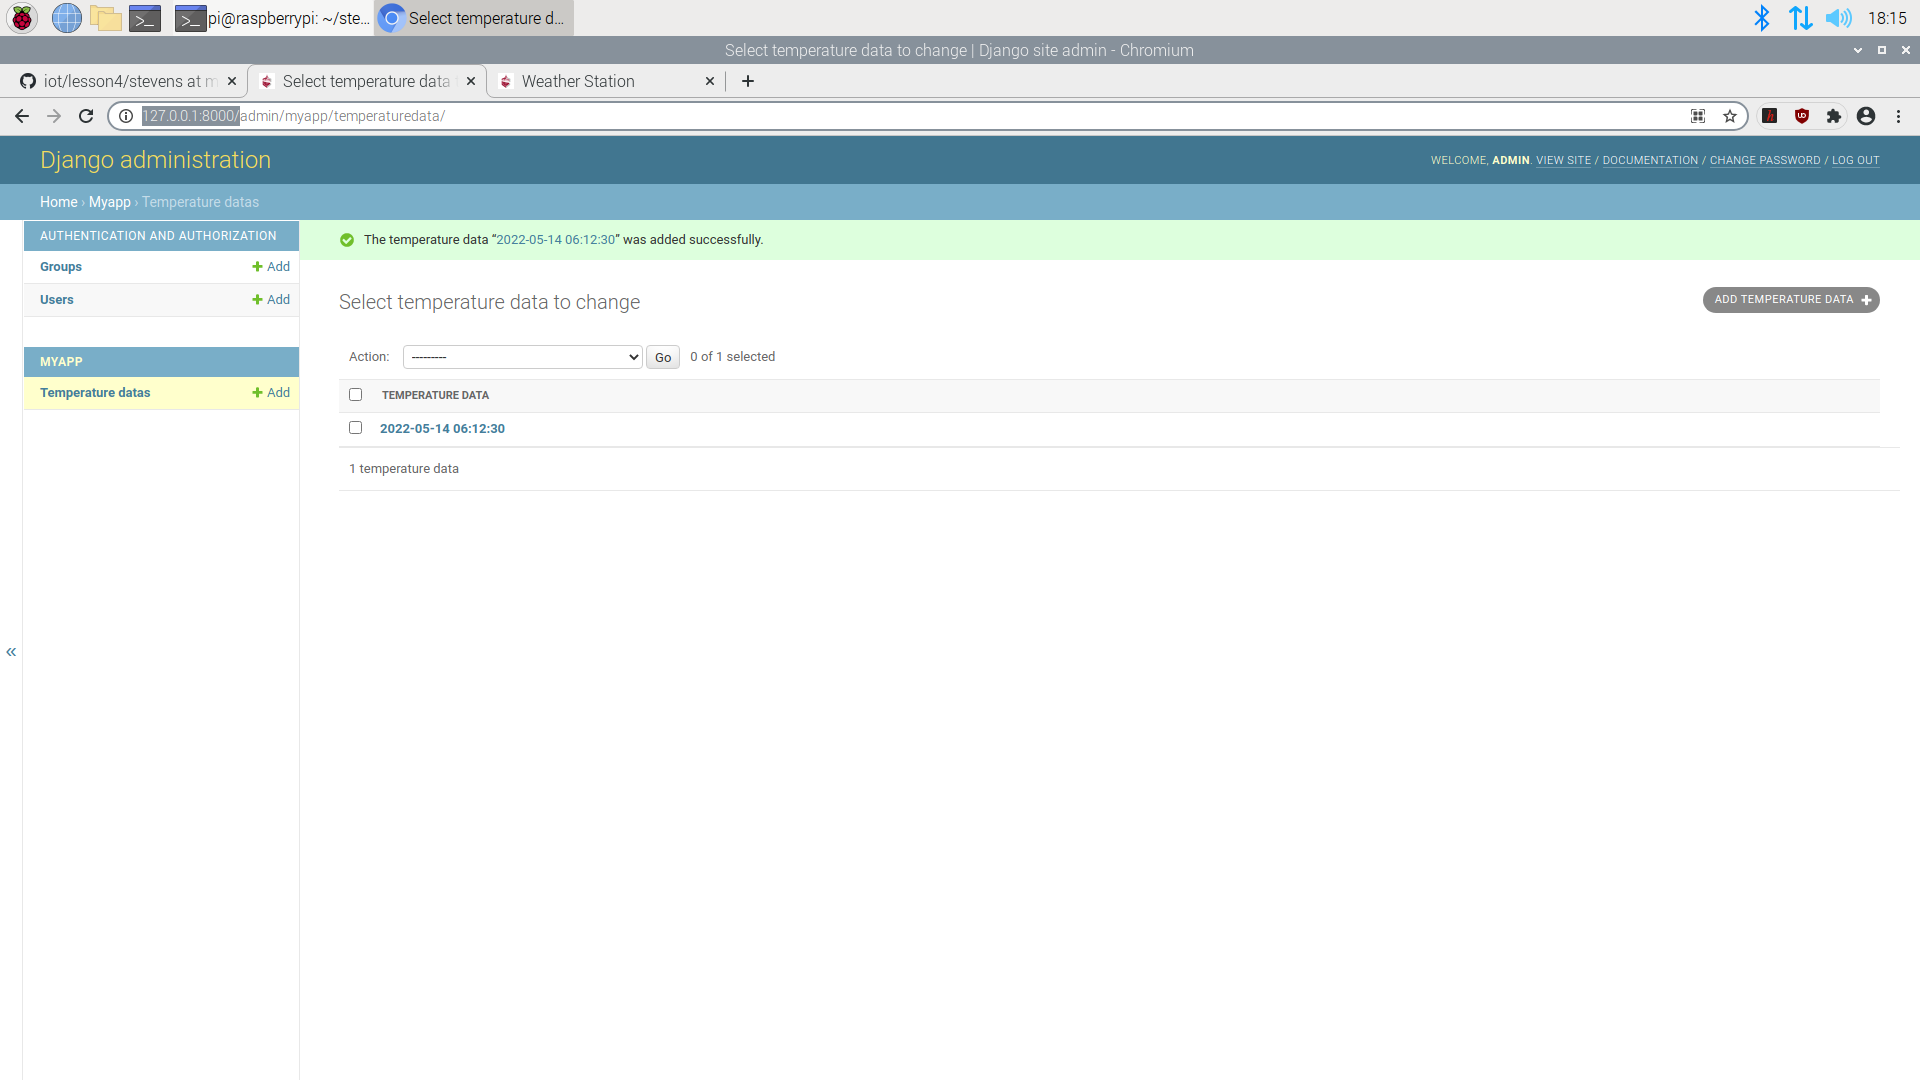 pi@raspberrypi: ~/ste... Select temperature d... 18:15
Select temperature data to change | Django site admin - Chromium
iot/lesson4/stevens at m Select temperature data Weather Station
127.0.0.1:8000/admin/myapp/temperaturedata/
Django administration
WELCOME, ADMIN. VIEW SITE / DOCUMENTATION / CHANGE PASSWORD / LOG OUT
Home › Myapp › Temperature datas
AUTHENTICATION AND AUTHORIZATION
Groups + Add
Users + Add
MYAPP
Temperature datas + Add
«
The temperature data “2022-05-14 06:12:30” was added successfully.
Select temperature data to change
ADD TEMPERATURE DATA +
Action: --------- Go 0 of 1 selected
TEMPERATURE DATA
2022-05-14 06:12:30
1 temperature data